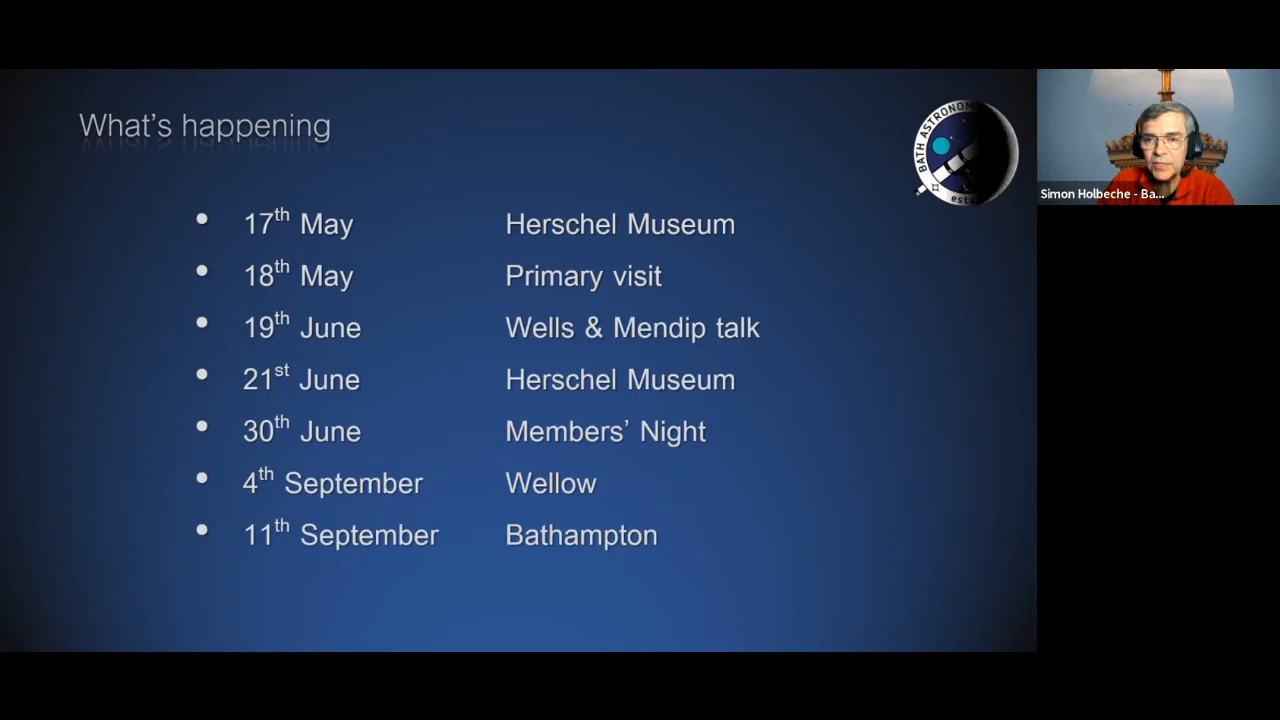 What's happening
BATH ASTRONOM
• 17th May Herschel Museum
• 18th May Primary visit
• 19th June Wells & Mendip talk
• 21st June Herschel Museum
• 30th June Members' Night
• 4th September Wellow
• 11th September Bathampton
Simon Holbeche - Ba...